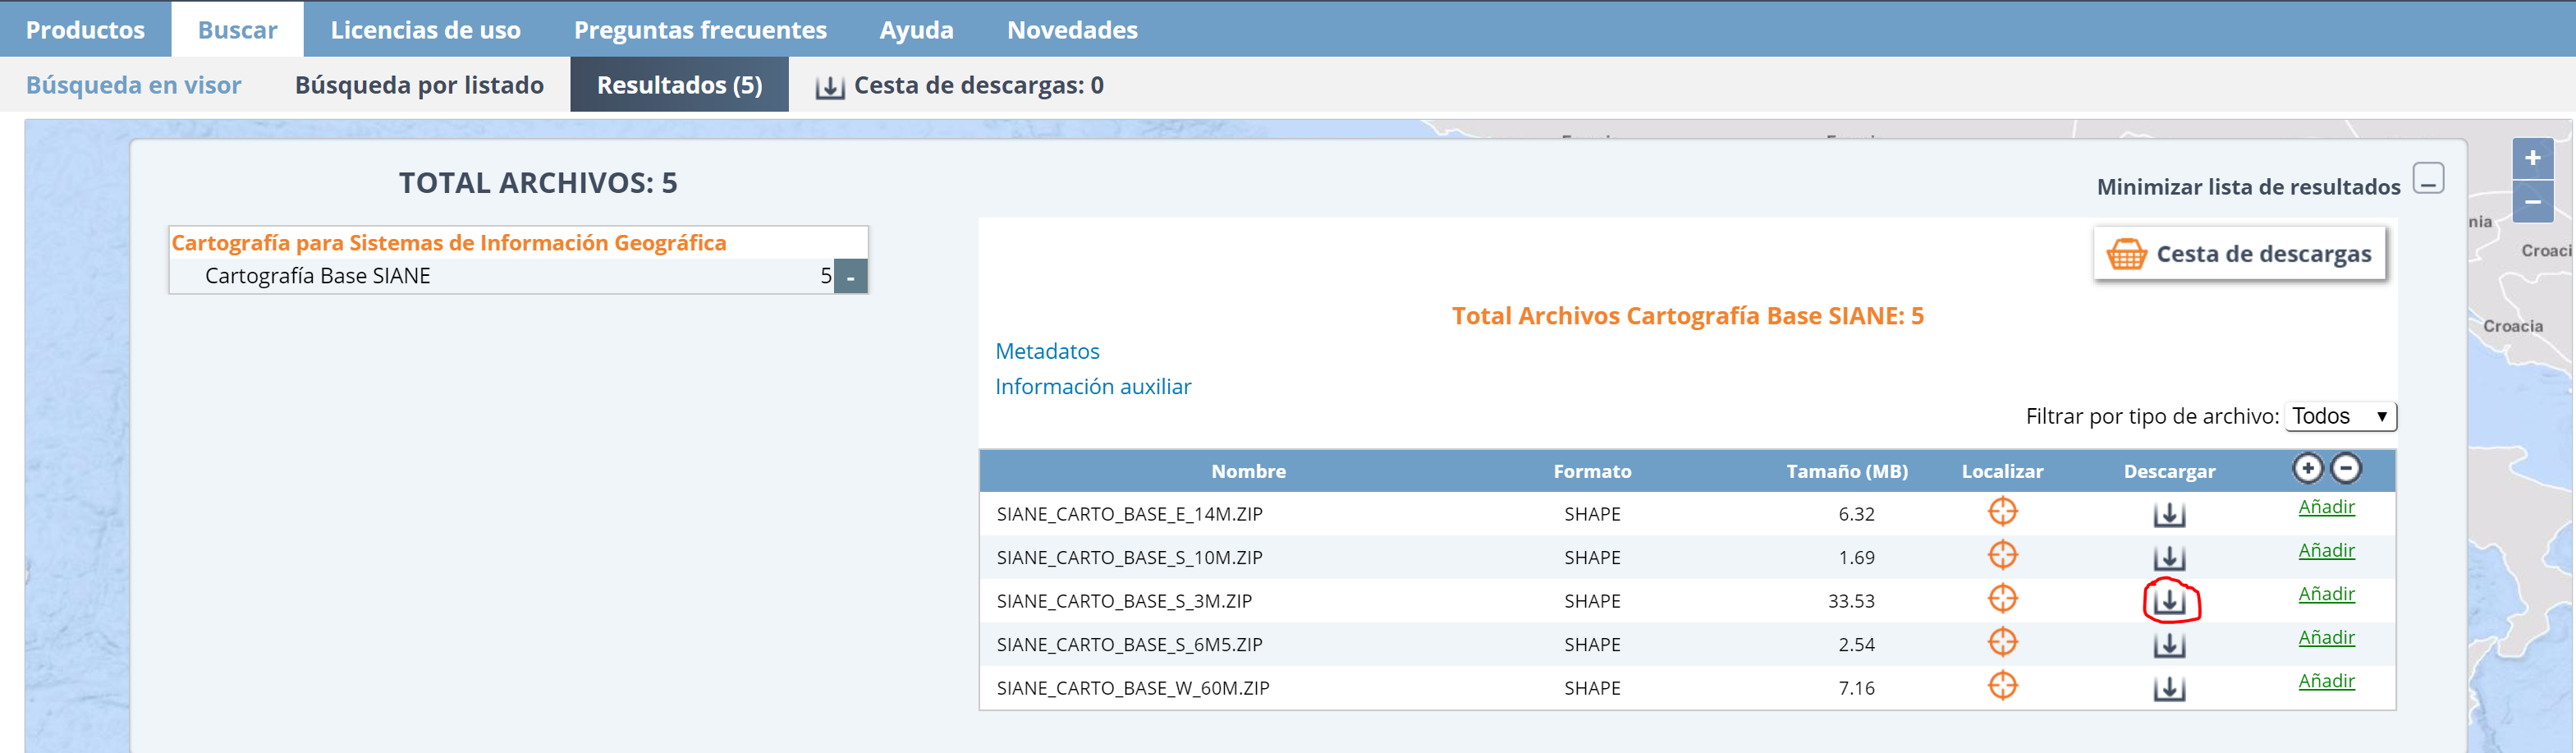 Productos Buscar Licencias de uso Preguntas frecuentes Ayuda Novedades
Búsqueda en visor Búsqueda por listado Resultados (5) Cesta de descargas: 0
TOTAL ARCHIVOS: 5
Minimizar lista de resultados
+
−
Cartografía para Sistemas de Información Geográfica
Cartografía Base SIANE 5 -
Cesta de descargas
nia
Croaci
Croacia
Total Archivos Cartografía Base SIANE: 5
Metadatos
Información auxiliar
Filtrar por tipo de archivo: Todos
Nombre Formato Tamaño (MB) Localizar Descargar
SIANE_CARTO_BASE_E_14M.ZIP SHAPE 6.32 Añadir
SIANE_CARTO_BASE_S_10M.ZIP SHAPE 1.69 Añadir
SIANE_CARTO_BASE_S_3M.ZIP SHAPE 33.53 Añadir
SIANE_CARTO_BASE_S_6M5.ZIP SHAPE 2.54 Añadir
SIANE_CARTO_BASE_W_60M.ZIP SHAPE 7.16 Añadir